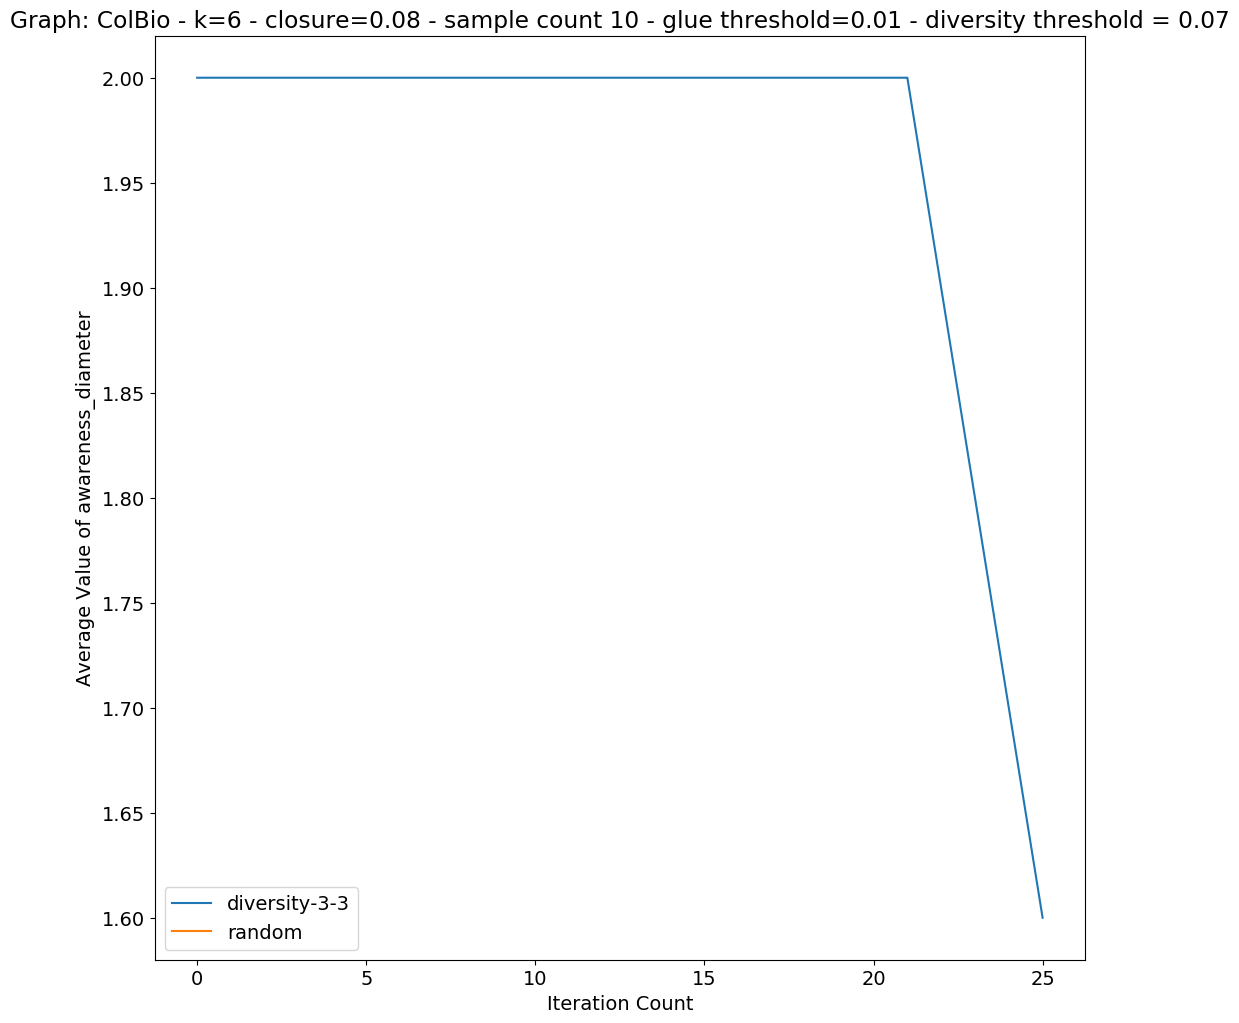 Graph: ColBio - k=6 - closure=0.08 - sample count 10 - glue threshold=0.01 - diversity threshold = 0.07
2.00
1.95
1.90
1.85
1.80
1.75
1.70
1.65
1.60
Average Value of awareness_diameter
diversity-3-3
random
0 5 10 15 20 25
Iteration Count